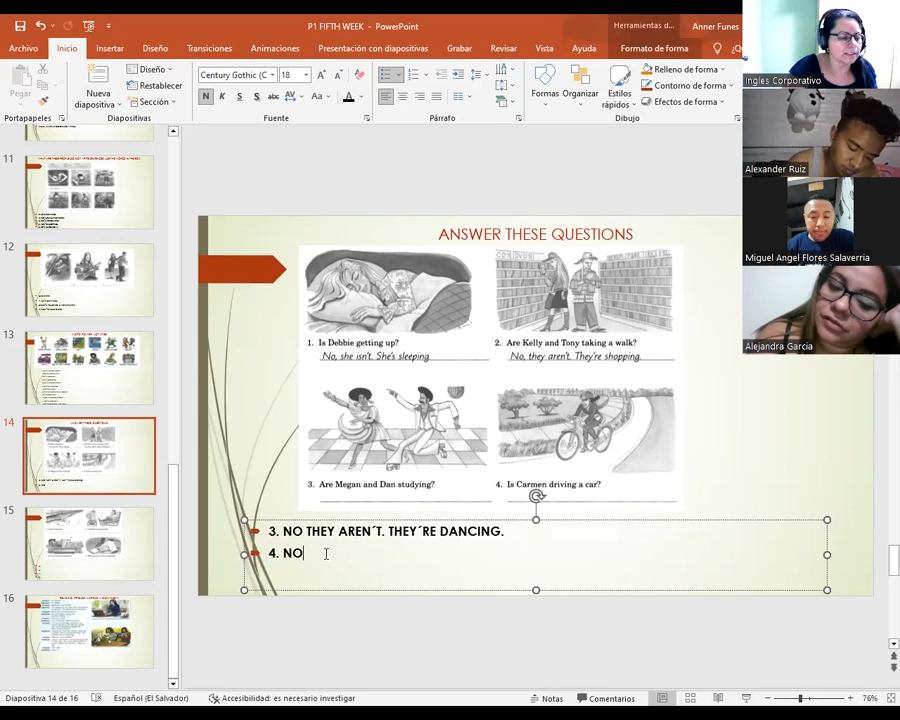 P1 FIFTH WEEK - PowerPoint
Herramientas d...
Anner Funes
Archivo
Inicio
Insertar
Diseño
Transiciones
Animaciones
Presentación con diapositivas
Grabar
Revisar
Vista
Ayuda
Formato de forma
Pegar
Nueva diapositiva
Diseño
Restablecer
Sección
Century Gothic (C
18
N
K
S
S
abc
AV
Aa
A
Formas
Organizar
Estilos rápidos
Relleno de forma
Contorno de forma
Efectos de forma
Portapapeles
Diapositivas
Fuente
Párrafo
Dibujo
Ingles Corporativo
Alexander Ruiz
Miguel Angel Flores Salaverria
Alejandra Garcia
11
12
13
14
15
16
ANSWER THESE QUESTIONS
CD'S DVD'S
1. Is Debbie getting up?
No, she isn't. She's sleeping.
2. Are Kelly and Tony taking a walk?
No, they aren't. They're shopping.
3. Are Megan and Dan studying?
4. Is Carmen driving a car?
3. NO THEY AREN´T. THEY´RE DANCING.
4. NO
Diapositiva 14 de 16
Español (El Salvador)
Accesibilidad: es necesario investigar
Notas
Comentarios
76%